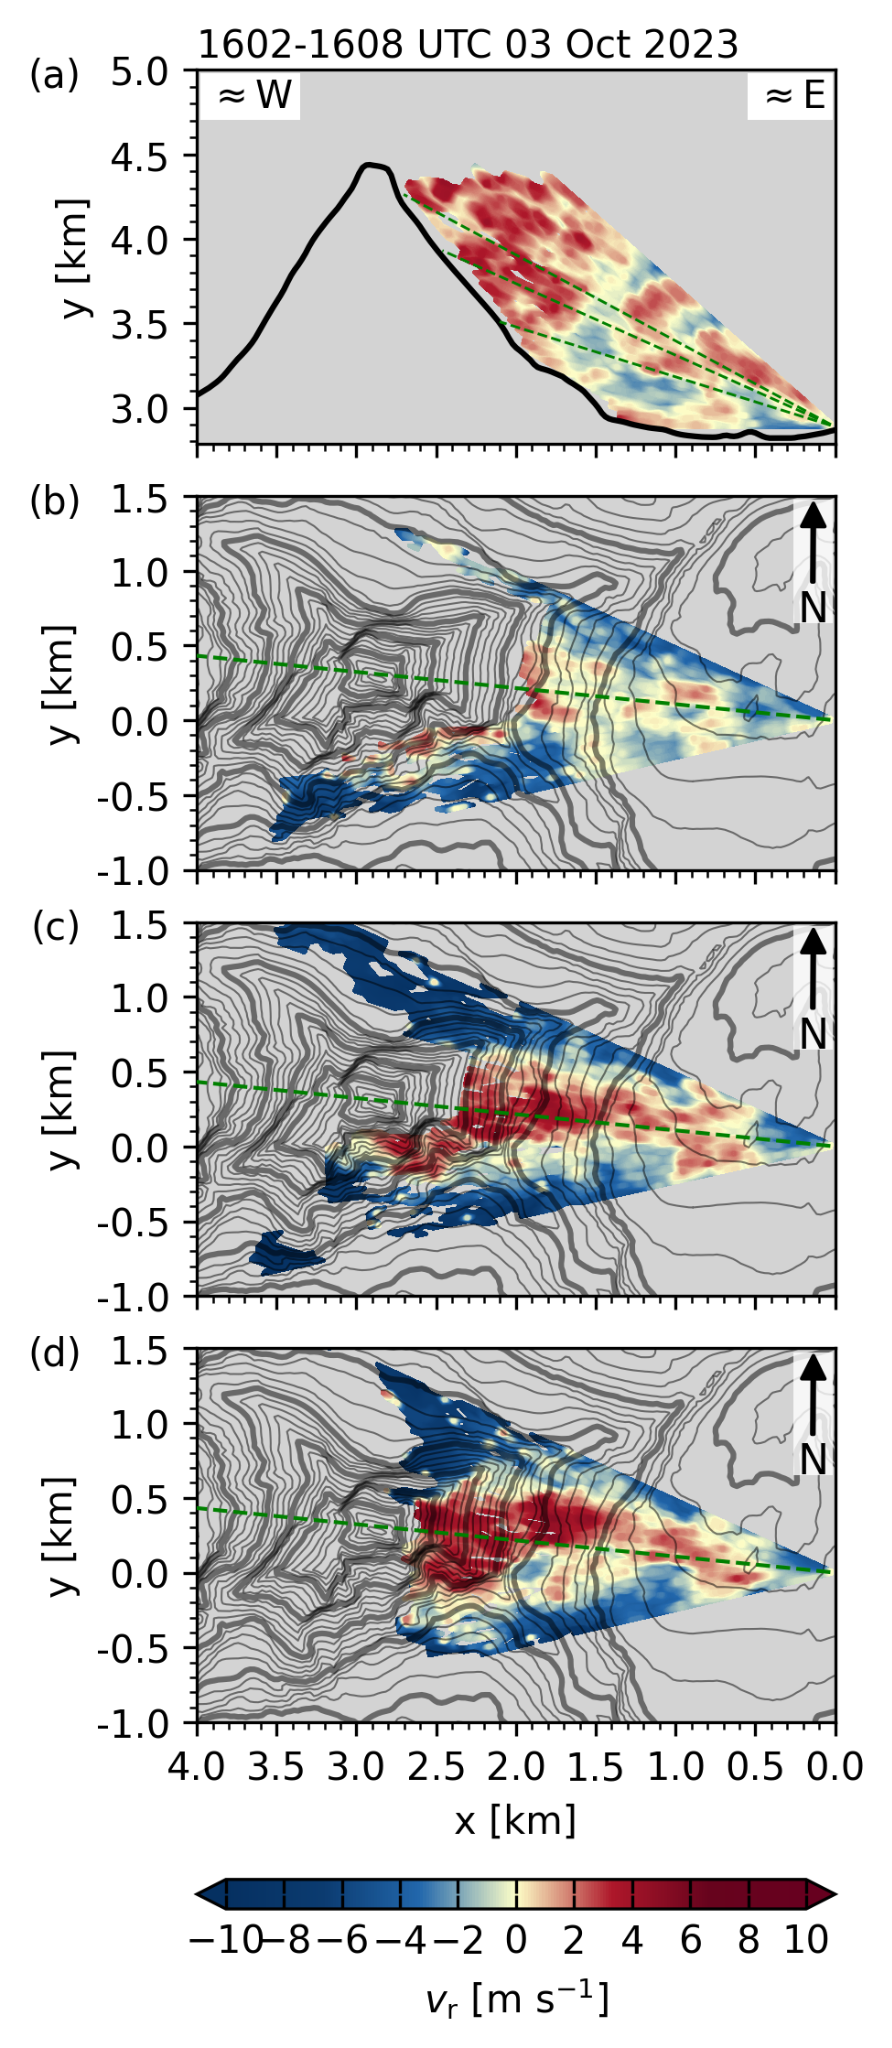 1602-1608 UTC 03 Oct 2023
(a)
5.0
≈W
≈E
4.5
4.0
3.5
3.0
y [km]
(b)
1.5
1.0
0.5
0.0
-0.5
-1.0
y [km]
N
(c)
1.5
1.0
0.5
0.0
-0.5
-1.0
y [km]
N
(d)
1.5
1.0
0.5
0.0
-0.5
-1.0
y [km]
N
4.0 3.5 3.0 2.5 2.0 1.5 1.0 0.5 0.0
x [km]
−10 −8 −6 −4 −2 0 2 4 6 8 10
vr [m s⁻¹]